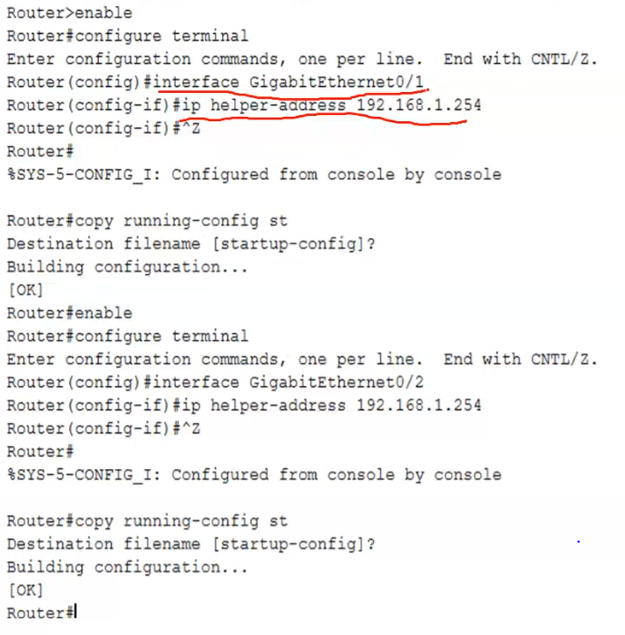 Router>enable
Router#configure terminal
Enter configuration commands, one per line.  End with CNTL/Z.
Router(config)#interface GigabitEthernet0/1
Router(config-if)#ip helper-address 192.168.1.254
Router(config-if)#^Z
Router#
%SYS-5-CONFIG_I: Configured from console by console

Router#copy running-config st
Destination filename [startup-config]?
Building configuration...
[OK]
Router#enable
Router#configure terminal
Enter configuration commands, one per line.  End with CNTL/Z.
Router(config)#interface GigabitEthernet0/2
Router(config-if)#ip helper-address 192.168.1.254
Router(config-if)#^Z
Router#
%SYS-5-CONFIG_I: Configured from console by console

Router#copy running-config st
Destination filename [startup-config]?
Building configuration...
[OK]
Router#